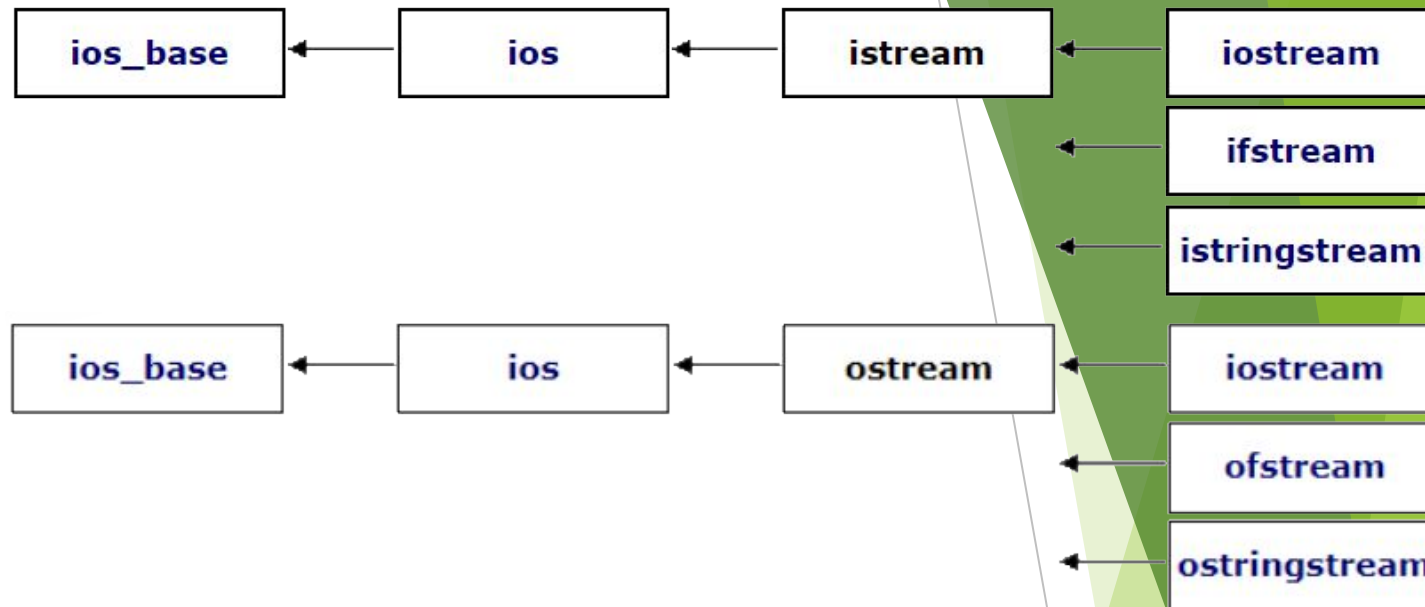 ios_base ios istream iostream
ifstream
istringstream
ios_base ios ostream iostream
ofstream
ostringstream